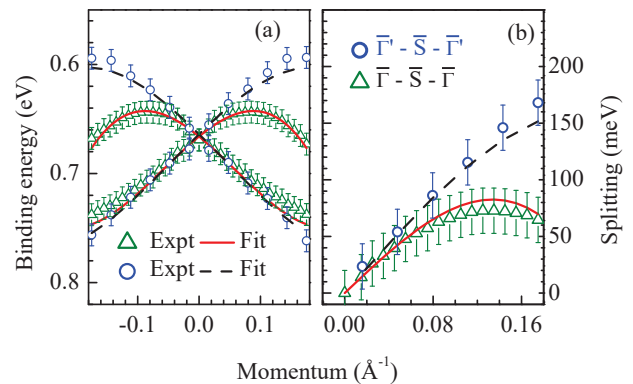 (a)
(b)
0.6
0.7
0.8
Binding energy (eV)
Expt Fit
Expt Fit
-0.1 0.0 0.1
Γ̅' - S̅ - Γ̅'
Γ̅ - S̅ - Γ̅
200
150
100
50
0
Splitting (meV)
0.00 0.08 0.16
Momentum (Å⁻¹)